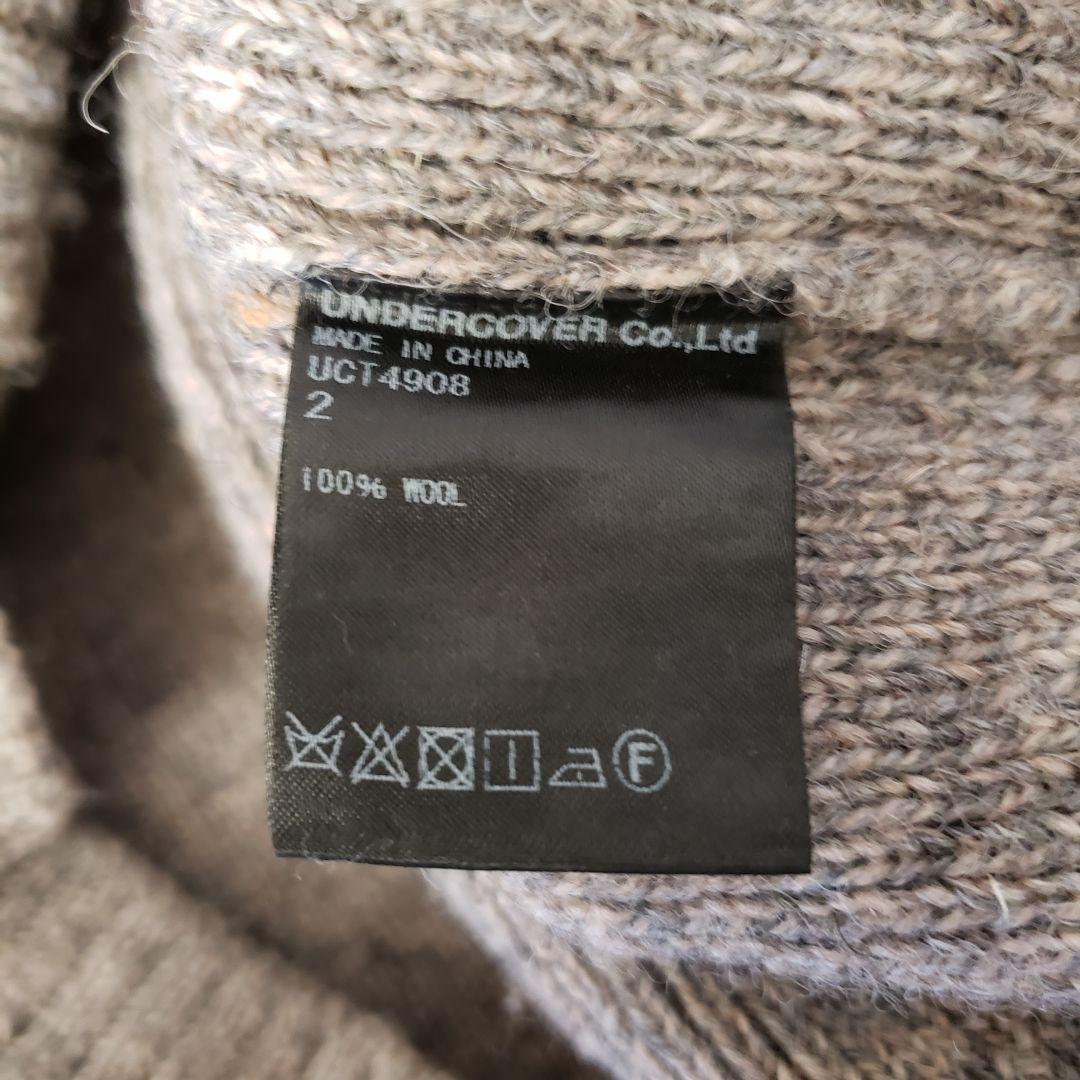 UNDERCOVER Co.,Ltd
MADE IN CHINA
UCT4908
2
100% WOOL
F